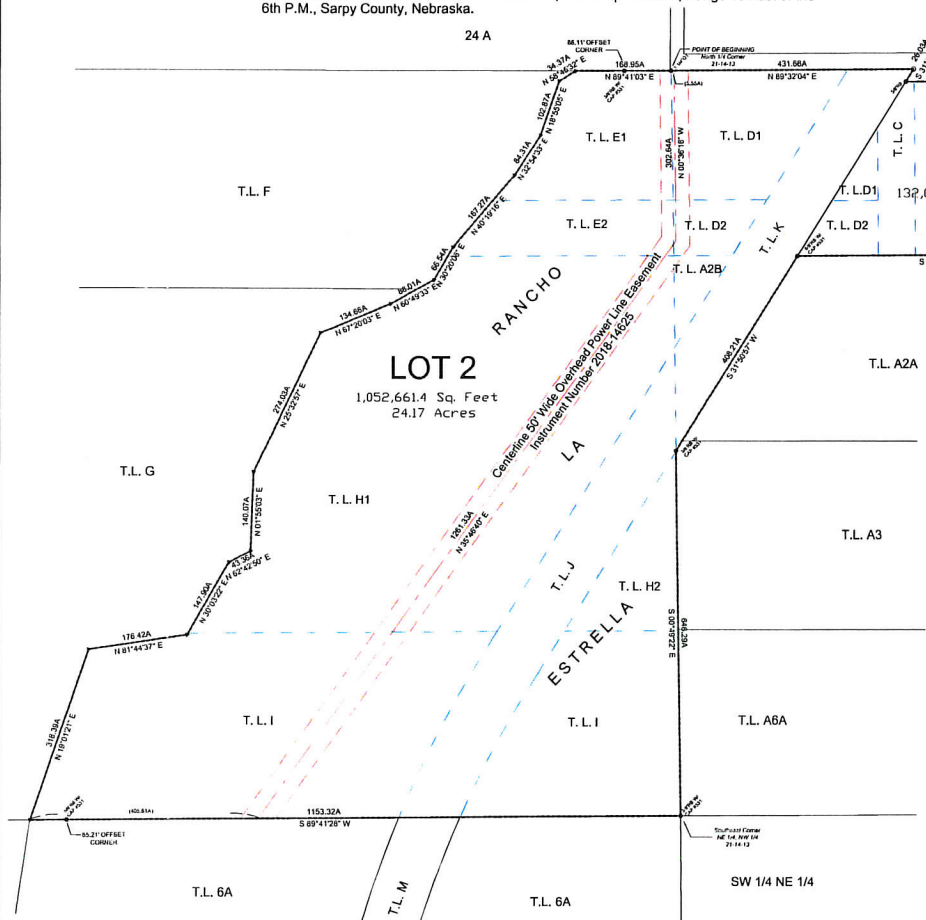 6th P.M., Sarpy County, Nebraska.
24 A
88.11' OFFSET
CORNER
POINT OF BEGINNING
North 1/4 Corner
21-14-13
34.37A
N 58°46'32" E
168.95A
N 89°41'03" E
431.66A
N 89°32'04" E
26.03A
102.87A
N 18°55'05" E
84.31A
N 32°54'33" E
T. L. E1
302.64A
N 00°36'16" W
T. L. D1
T. L. C
T.L. F
167.27A
N 40°19'16" E
T. L.D1
T. L. E2
T. L. D2
T. L. K
T. L. D2
66.54A
N 30°20'06" E
88.01A
N 60°49'33" E
T. L. A2B
134.66A
N 67°20'03" E
RANCHO
LOT 2
1,052,661.4 Sq. Feet
24.17 Acres
Centerline 50' Wide Overhead Power Line Easement
Instrument Number 2018-14625
408.21A
S 31°50'57" W
T.L. A2A
274.03A
N 25°32'57" E
LA
T.L. G
T. L. H1
140.07A
N 01°55'03" E
1261.33A
N 35°46'40" E
T.L. A3
43.36A
N 62°42'50" E
147.90A
N 30°03'22" E
T. L. J
T. L. H2
ESTRELLA
646.29A
S 00°49'22" E
176.42A
N 81°44'37" E
318.39A
N 19°01'21" E
T. L. I
T. L. I
T.L. A6A
1153.32A
S 89°41'28" W
65.21' OFFSET
CORNER
Southeast Corner
NE 1/4, NW 1/4
21-14-13
T.L. 6A
T.L. M
T.L. 6A
SW 1/4 NE 1/4